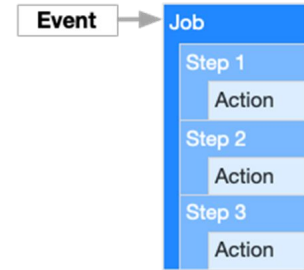 Event
Job
Step 1
Action
Step 2
Action
Step 3
Action